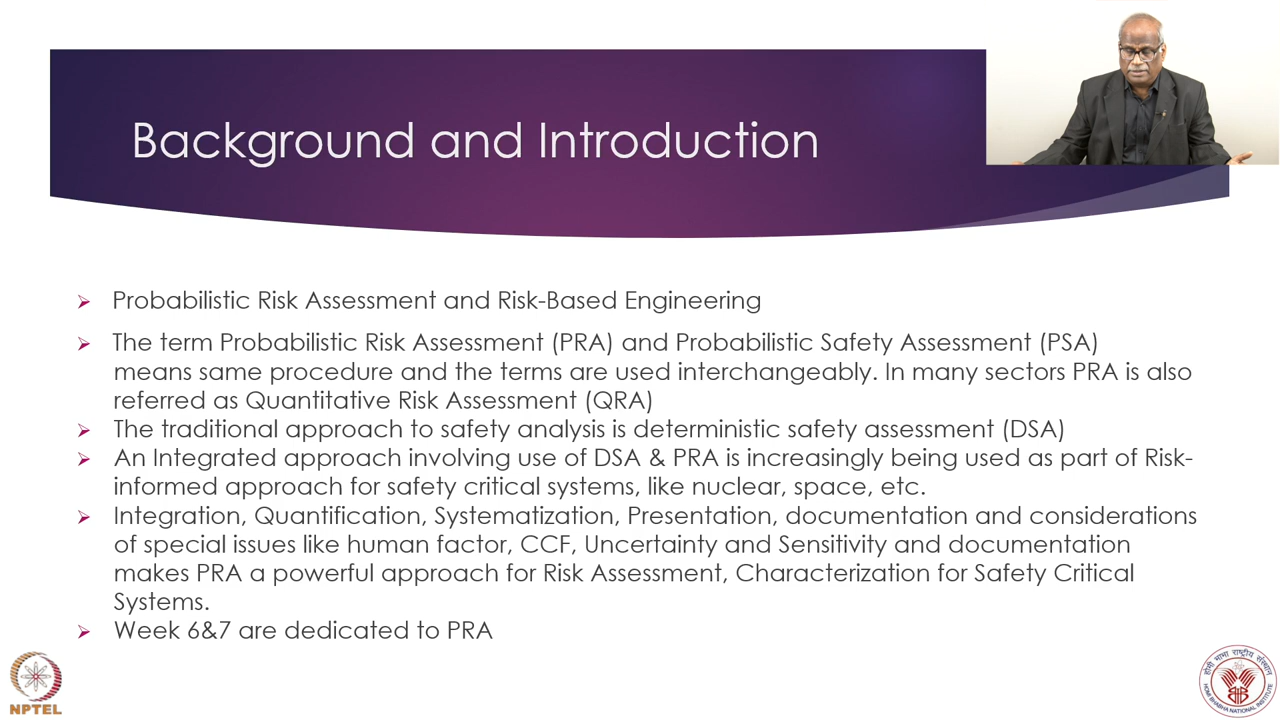 Background and Introduction
Probabilistic Risk Assessment and Risk-Based Engineering
The term Probabilistic Risk Assessment (PRA) and Probabilistic Safety Assessment (PSA)
means same procedure and the terms are used interchangeably. In many sectors PRA is also
referred as Quantitative Risk Assessment (QRA)
The traditional approach to safety analysis is deterministic safety assessment (DSA)
An Integrated approach involving use of DSA & PRA is increasingly being used as part of Risk-
informed approach for safety critical systems, like nuclear, space, etc.
Integration, Quantification, Systematization, Presentation, documentation and considerations
of special issues like human factor, CCF, Uncertainty and Sensitivity and documentation
makes PRA a powerful approach for Risk Assessment, Characterization for Safety Critical
Systems.
Week 6&7 are dedicated to PRA
NPTEL
होमी भाभा राष्ट्रीय संस्थान
HOMI BHABHA NATIONAL INSTITUTE